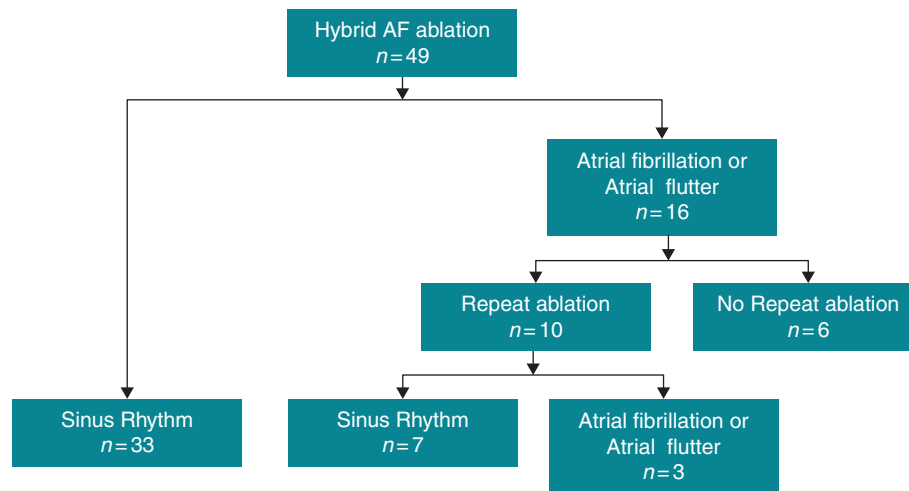 Hybrid AF ablation
n=49
Atrial fibrillation or
Atrial flutter
n=16
Repeat ablation
n=10
No Repeat ablation
n=6
Sinus Rhythm
n=33
Sinus Rhythm
n=7
Atrial fibrillation or
Atrial flutter
n=3